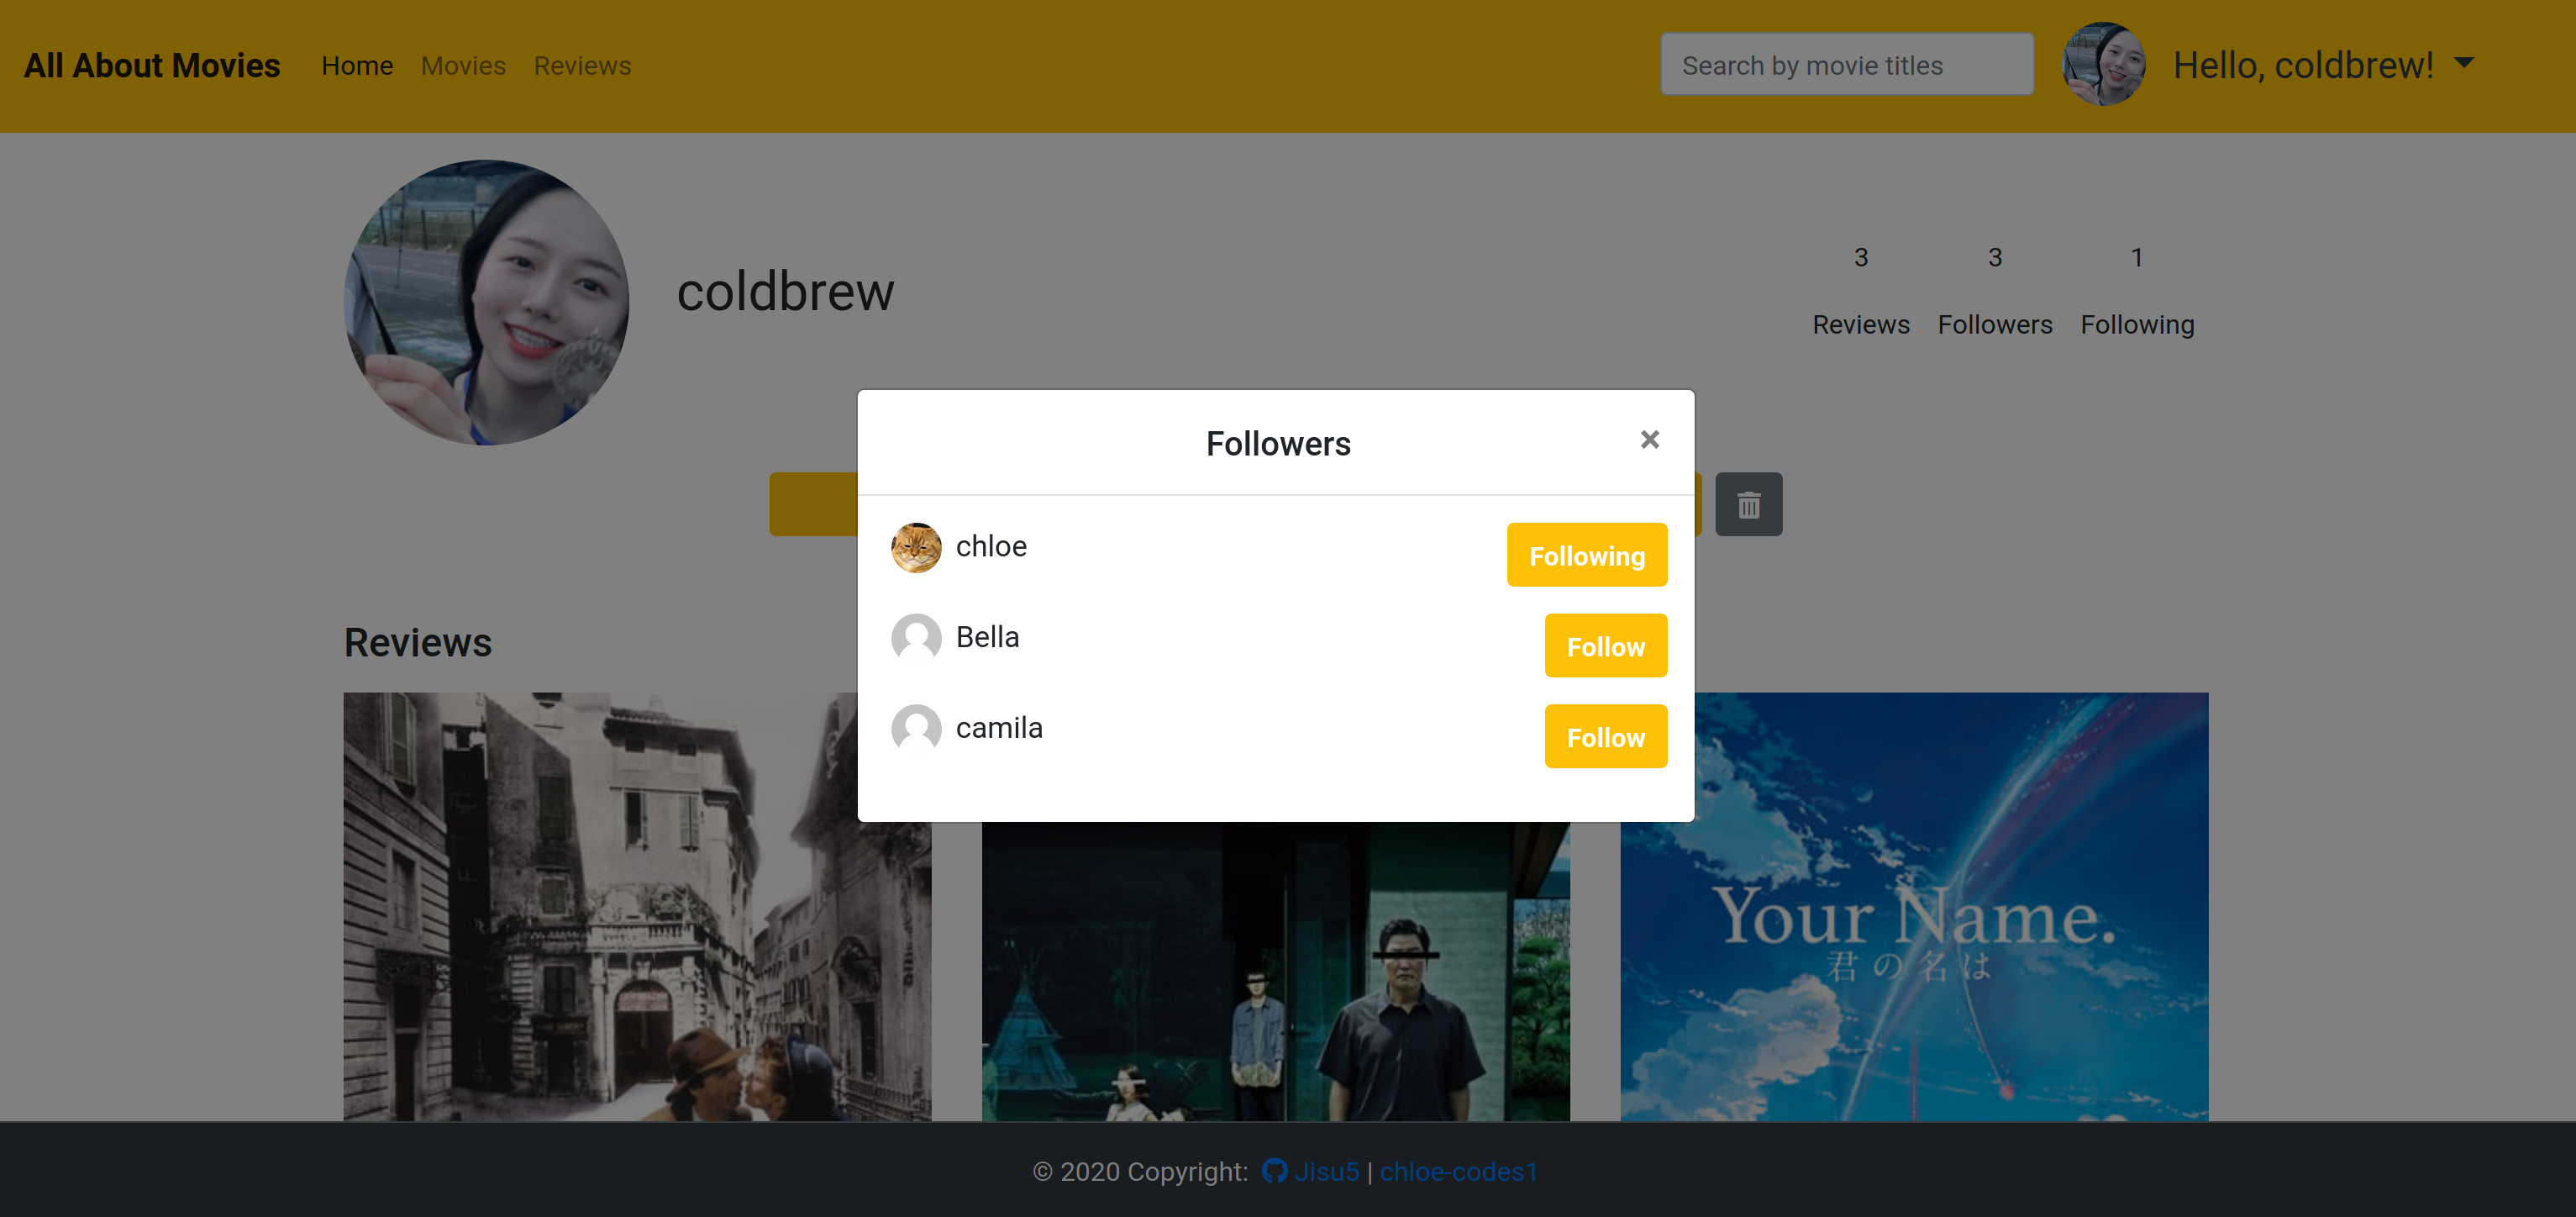 All About Movies Home Movies Reviews Search by movie titles Hello, coldbrew!
coldbrew
3 3 1
Reviews Followers Following
Followers ×
chloe Following
Bella Follow
camila Follow
Reviews
Your Name.
君の名は
© 2020 Copyright: Jisu5 | chloe-codes1